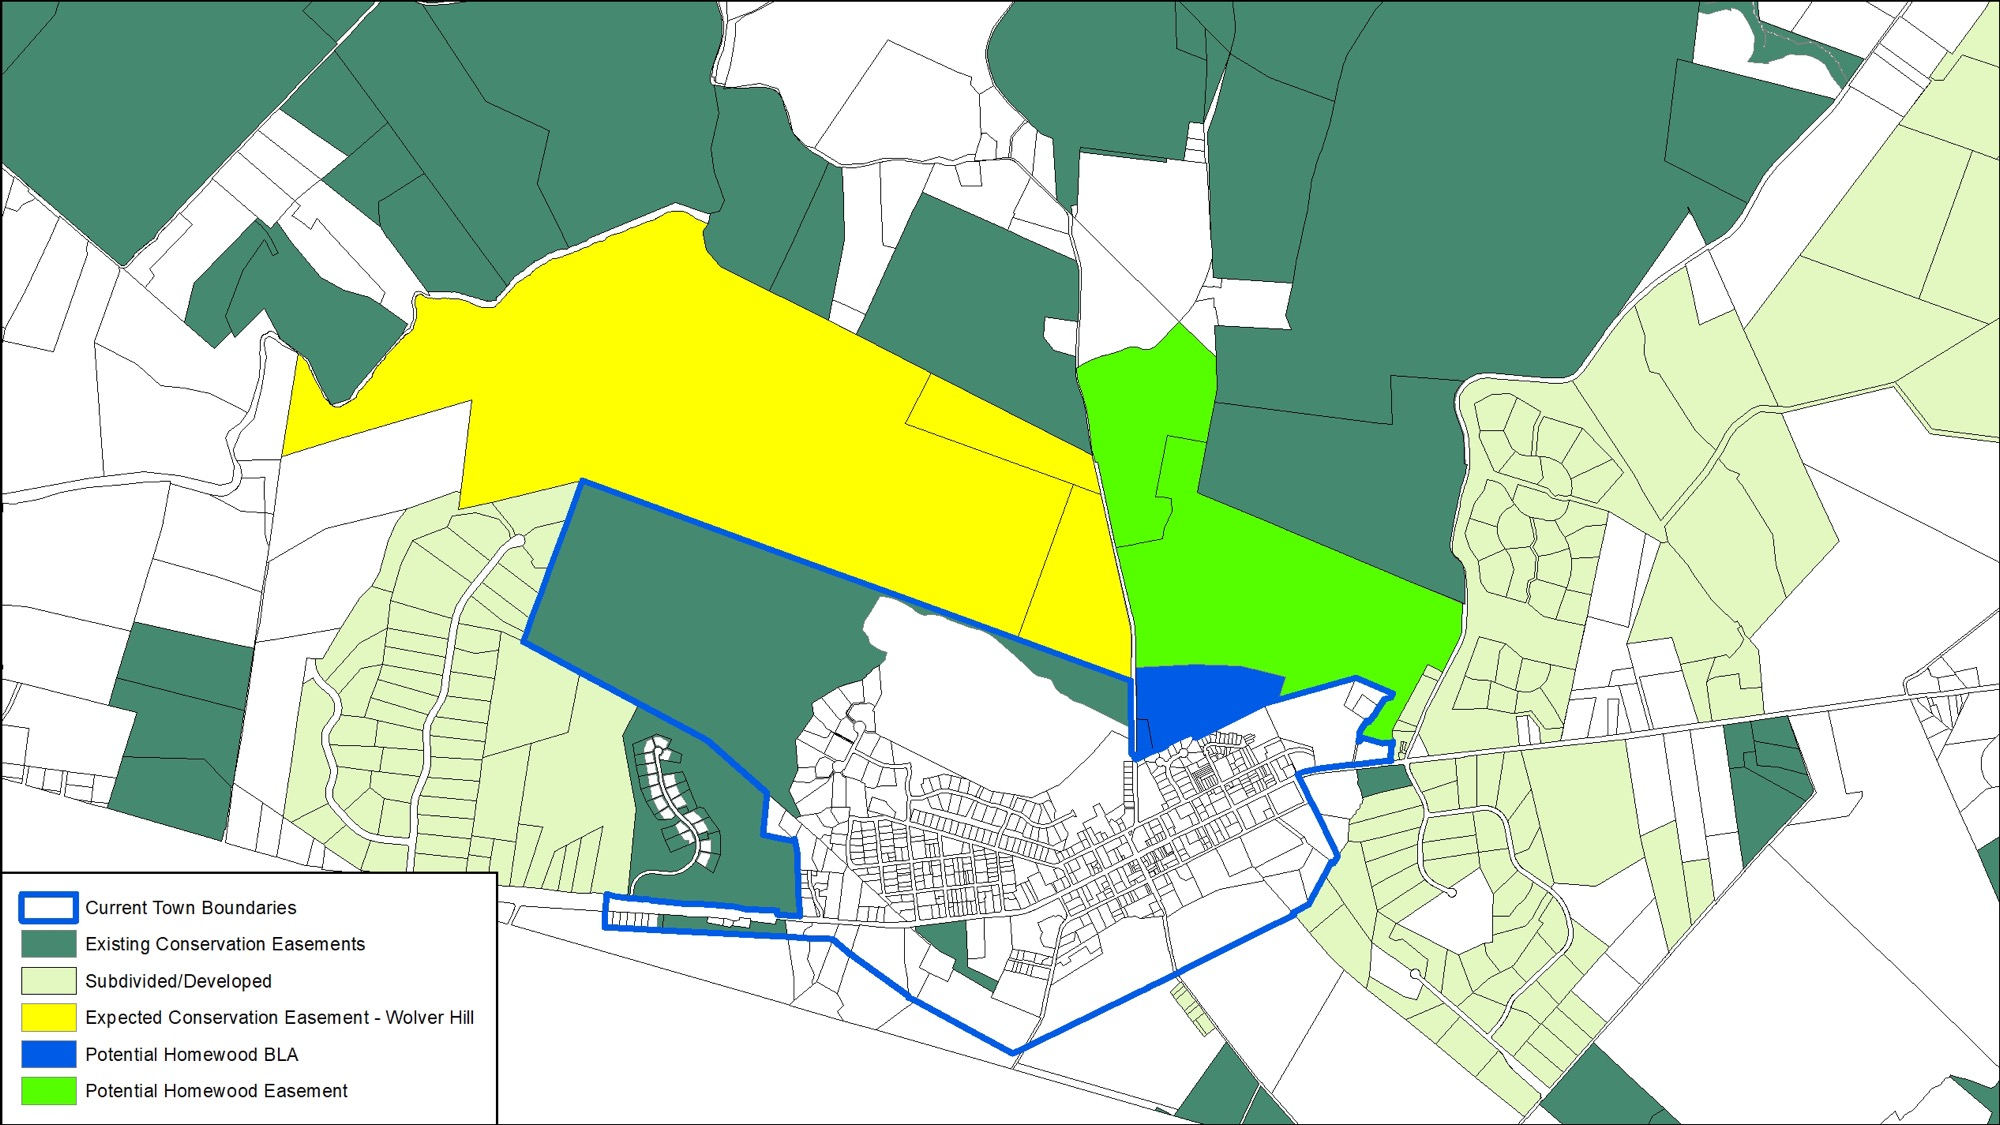 Current Town Boundaries
Existing Conservation Easements
Subdivided/Developed
Expected Conservation Easement - Wolver Hill
Potential Homewood BLA
Potential Homewood Easement